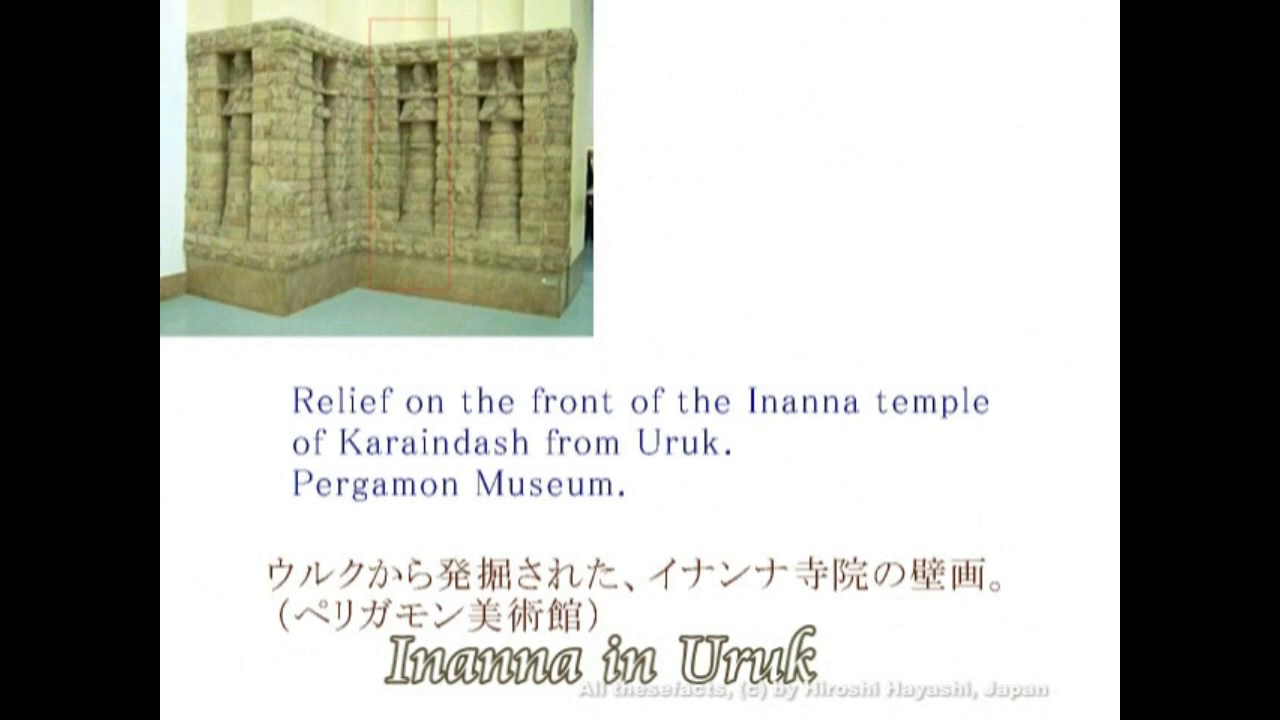 Relief on the front of the Inanna temple
of Karaindash from Uruk.
Pergamon Museum.
ウルクから発掘された、イナンナ寺院の壁画。
（ペリガモン美術館）
Inanna in Uruk
All thesefacts, (c) by Hiroshi Hayashi, Japan